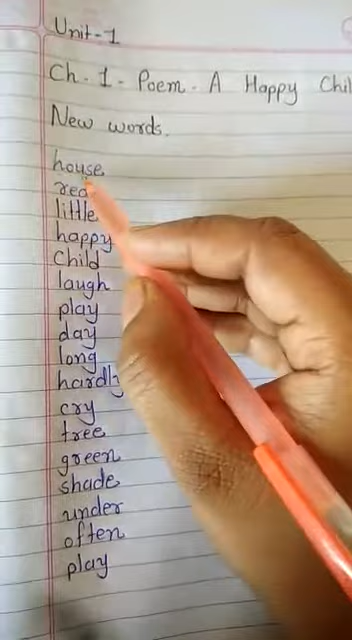 Unit-1
Ch. 1 - Poem - A Happy Chil
New words.
house
red
little
happy
Child
laugh
play
day
long
hardly
cry
tree
green
shade
under
often
play